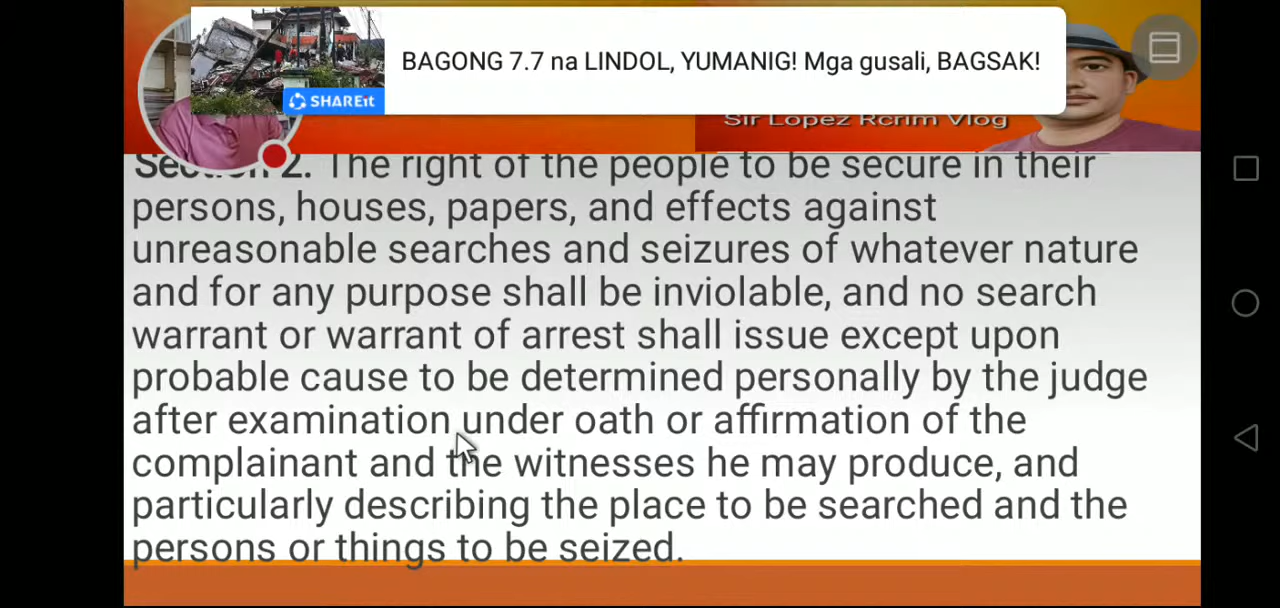 BAGONG 7.7 na LINDOL, YUMANIG! Mga gusali, BAGSAK!
SHAREit
Sir Lopez Rcrim Vlog
Section 2. The right of the people to be secure in their
persons, houses, papers, and effects against
unreasonable searches and seizures of whatever nature
and for any purpose shall be inviolable, and no search
warrant or warrant of arrest shall issue except upon
probable cause to be determined personally by the judge
after examination under oath or affirmation of the
complainant and the witnesses he may produce, and
particularly describing the place to be searched and the
persons or things to be seized.